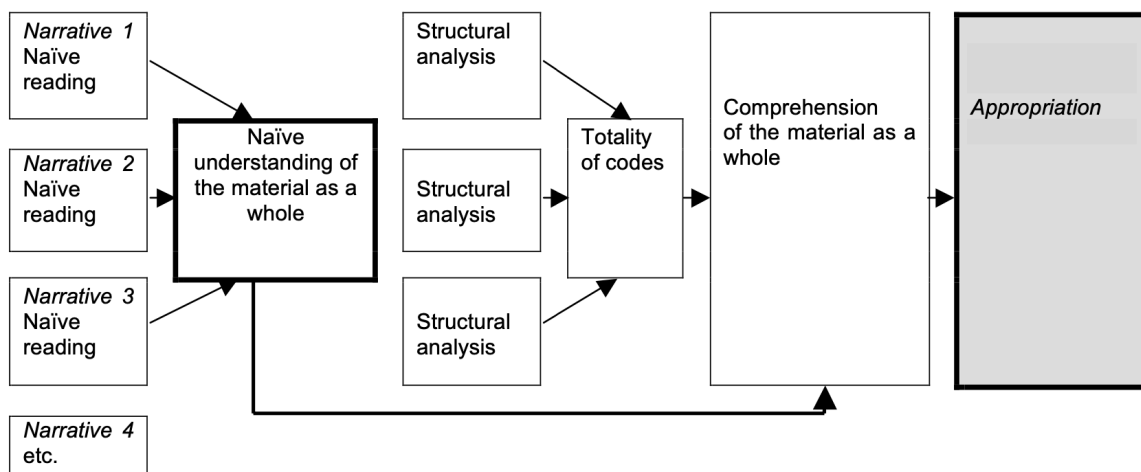 Narrative 1
Naïve
reading
Narrative 2
Naïve
reading
Narrative 3
Naïve
reading
Narrative 4
etc.
Naïve
understanding of
the material as a
whole
Structural
analysis
Structural
analysis
Structural
analysis
Totality
of codes
Comprehension
of the material as a
whole
Appropriation